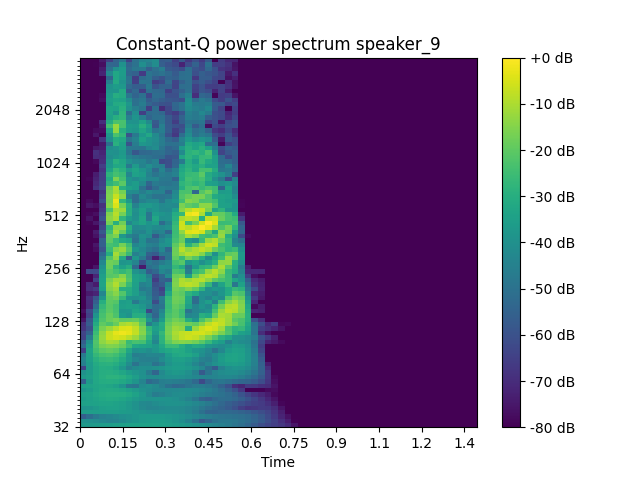 Constant-Q power spectrum speaker_9
Hz
2048
1024
512
256
128
64
32
0 0.15 0.3 0.45 0.6 0.75 0.9 1.1 1.2 1.4
Time
+0 dB
-10 dB
-20 dB
-30 dB
-40 dB
-50 dB
-60 dB
-70 dB
-80 dB